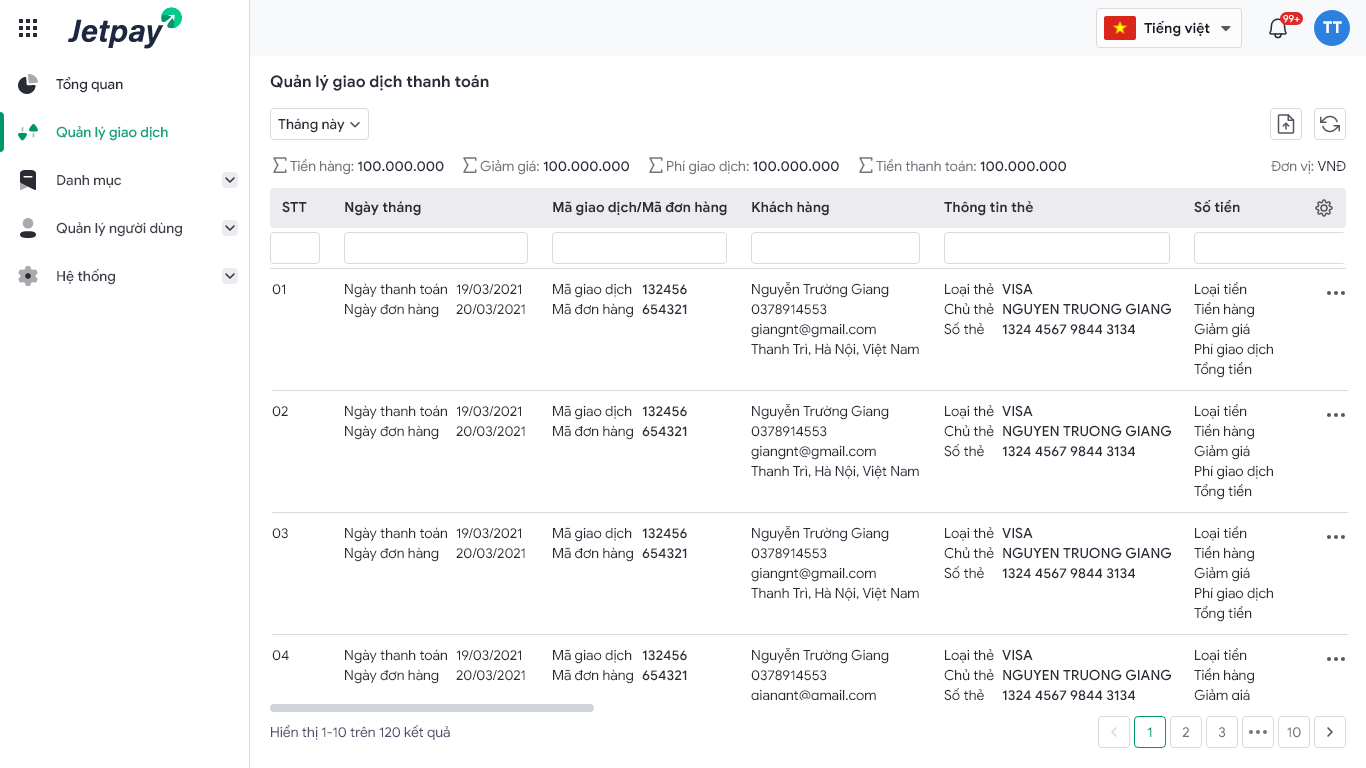 Jetpay
Tiếng việt
99+
TT
Tổng quan
Quản lý giao dịch
Danh mục
Quản lý người dùng
Hệ thống
Quản lý giao dịch thanh toán
Tháng này
∑Tiền hàng: 100.000.000 ∑Giảm giá: 100.000.000 ∑Phí giao dịch: 100.000.000 ∑Tiền thanh toán: 100.000.000 Đơn vị: VNĐ
STT Ngày tháng Mã giao dịch/Mã đơn hàng Khách hàng Thông tin thẻ Số tiền
01 Ngày thanh toán 19/03/2021 Mã giao dịch 132456 Nguyễn Trường Giang Loại thẻ VISA Loại tiền
Ngày đơn hàng 20/03/2021 Mã đơn hàng 654321 0378914553 Chủ thẻ NGUYEN TRUONG GIANG Tiền hàng
giangnt@gmail.com Số thẻ 1324 4567 9844 3134 Giảm giá
Thanh Trì, Hà Nội, Việt Nam Phí giao dịch
Tổng tiền
02 Ngày thanh toán 19/03/2021 Mã giao dịch 132456 Nguyễn Trường Giang Loại thẻ VISA Loại tiền
Ngày đơn hàng 20/03/2021 Mã đơn hàng 654321 0378914553 Chủ thẻ NGUYEN TRUONG GIANG Tiền hàng
giangnt@gmail.com Số thẻ 1324 4567 9844 3134 Giảm giá
Thanh Trì, Hà Nội, Việt Nam Phí giao dịch
Tổng tiền
03 Ngày thanh toán 19/03/2021 Mã giao dịch 132456 Nguyễn Trường Giang Loại thẻ VISA Loại tiền
Ngày đơn hàng 20/03/2021 Mã đơn hàng 654321 0378914553 Chủ thẻ NGUYEN TRUONG GIANG Tiền hàng
giangnt@gmail.com Số thẻ 1324 4567 9844 3134 Giảm giá
Thanh Trì, Hà Nội, Việt Nam Phí giao dịch
Tổng tiền
04 Ngày thanh toán 19/03/2021 Mã giao dịch 132456 Nguyễn Trường Giang Loại thẻ VISA Loại tiền
Ngày đơn hàng 20/03/2021 Mã đơn hàng 654321 0378914553 Chủ thẻ NGUYEN TRUONG GIANG Tiền hàng
giangnt@gmail.com Số thẻ 1324 4567 9844 3134 Giảm giá
Hiển thị 1-10 trên 120 kết quả
1 2 3 ••• 10